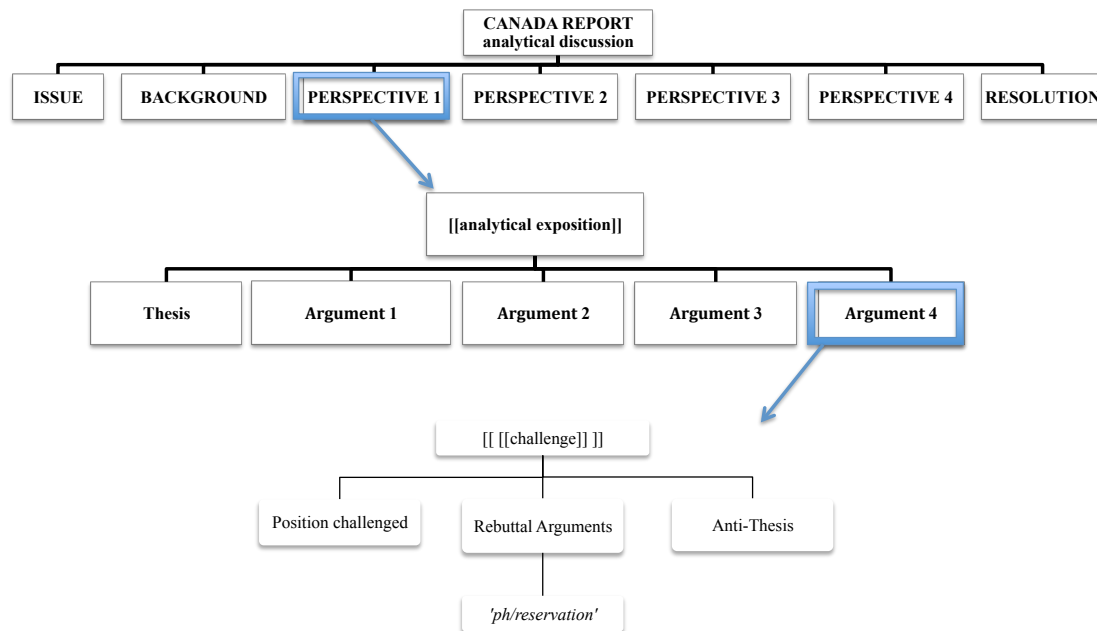 CANADA REPORT
analytical discussion
ISSUE
BACKGROUND
PERSPECTIVE 1
PERSPECTIVE 2
PERSPECTIVE 3
PERSPECTIVE 4
RESOLUTION
[[analytical exposition]]
Thesis
Argument 1
Argument 2
Argument 3
Argument 4
[[ [[challenge]] ]]
Position challenged
Rebuttal Arguments
Anti-Thesis
'ph/reservation'